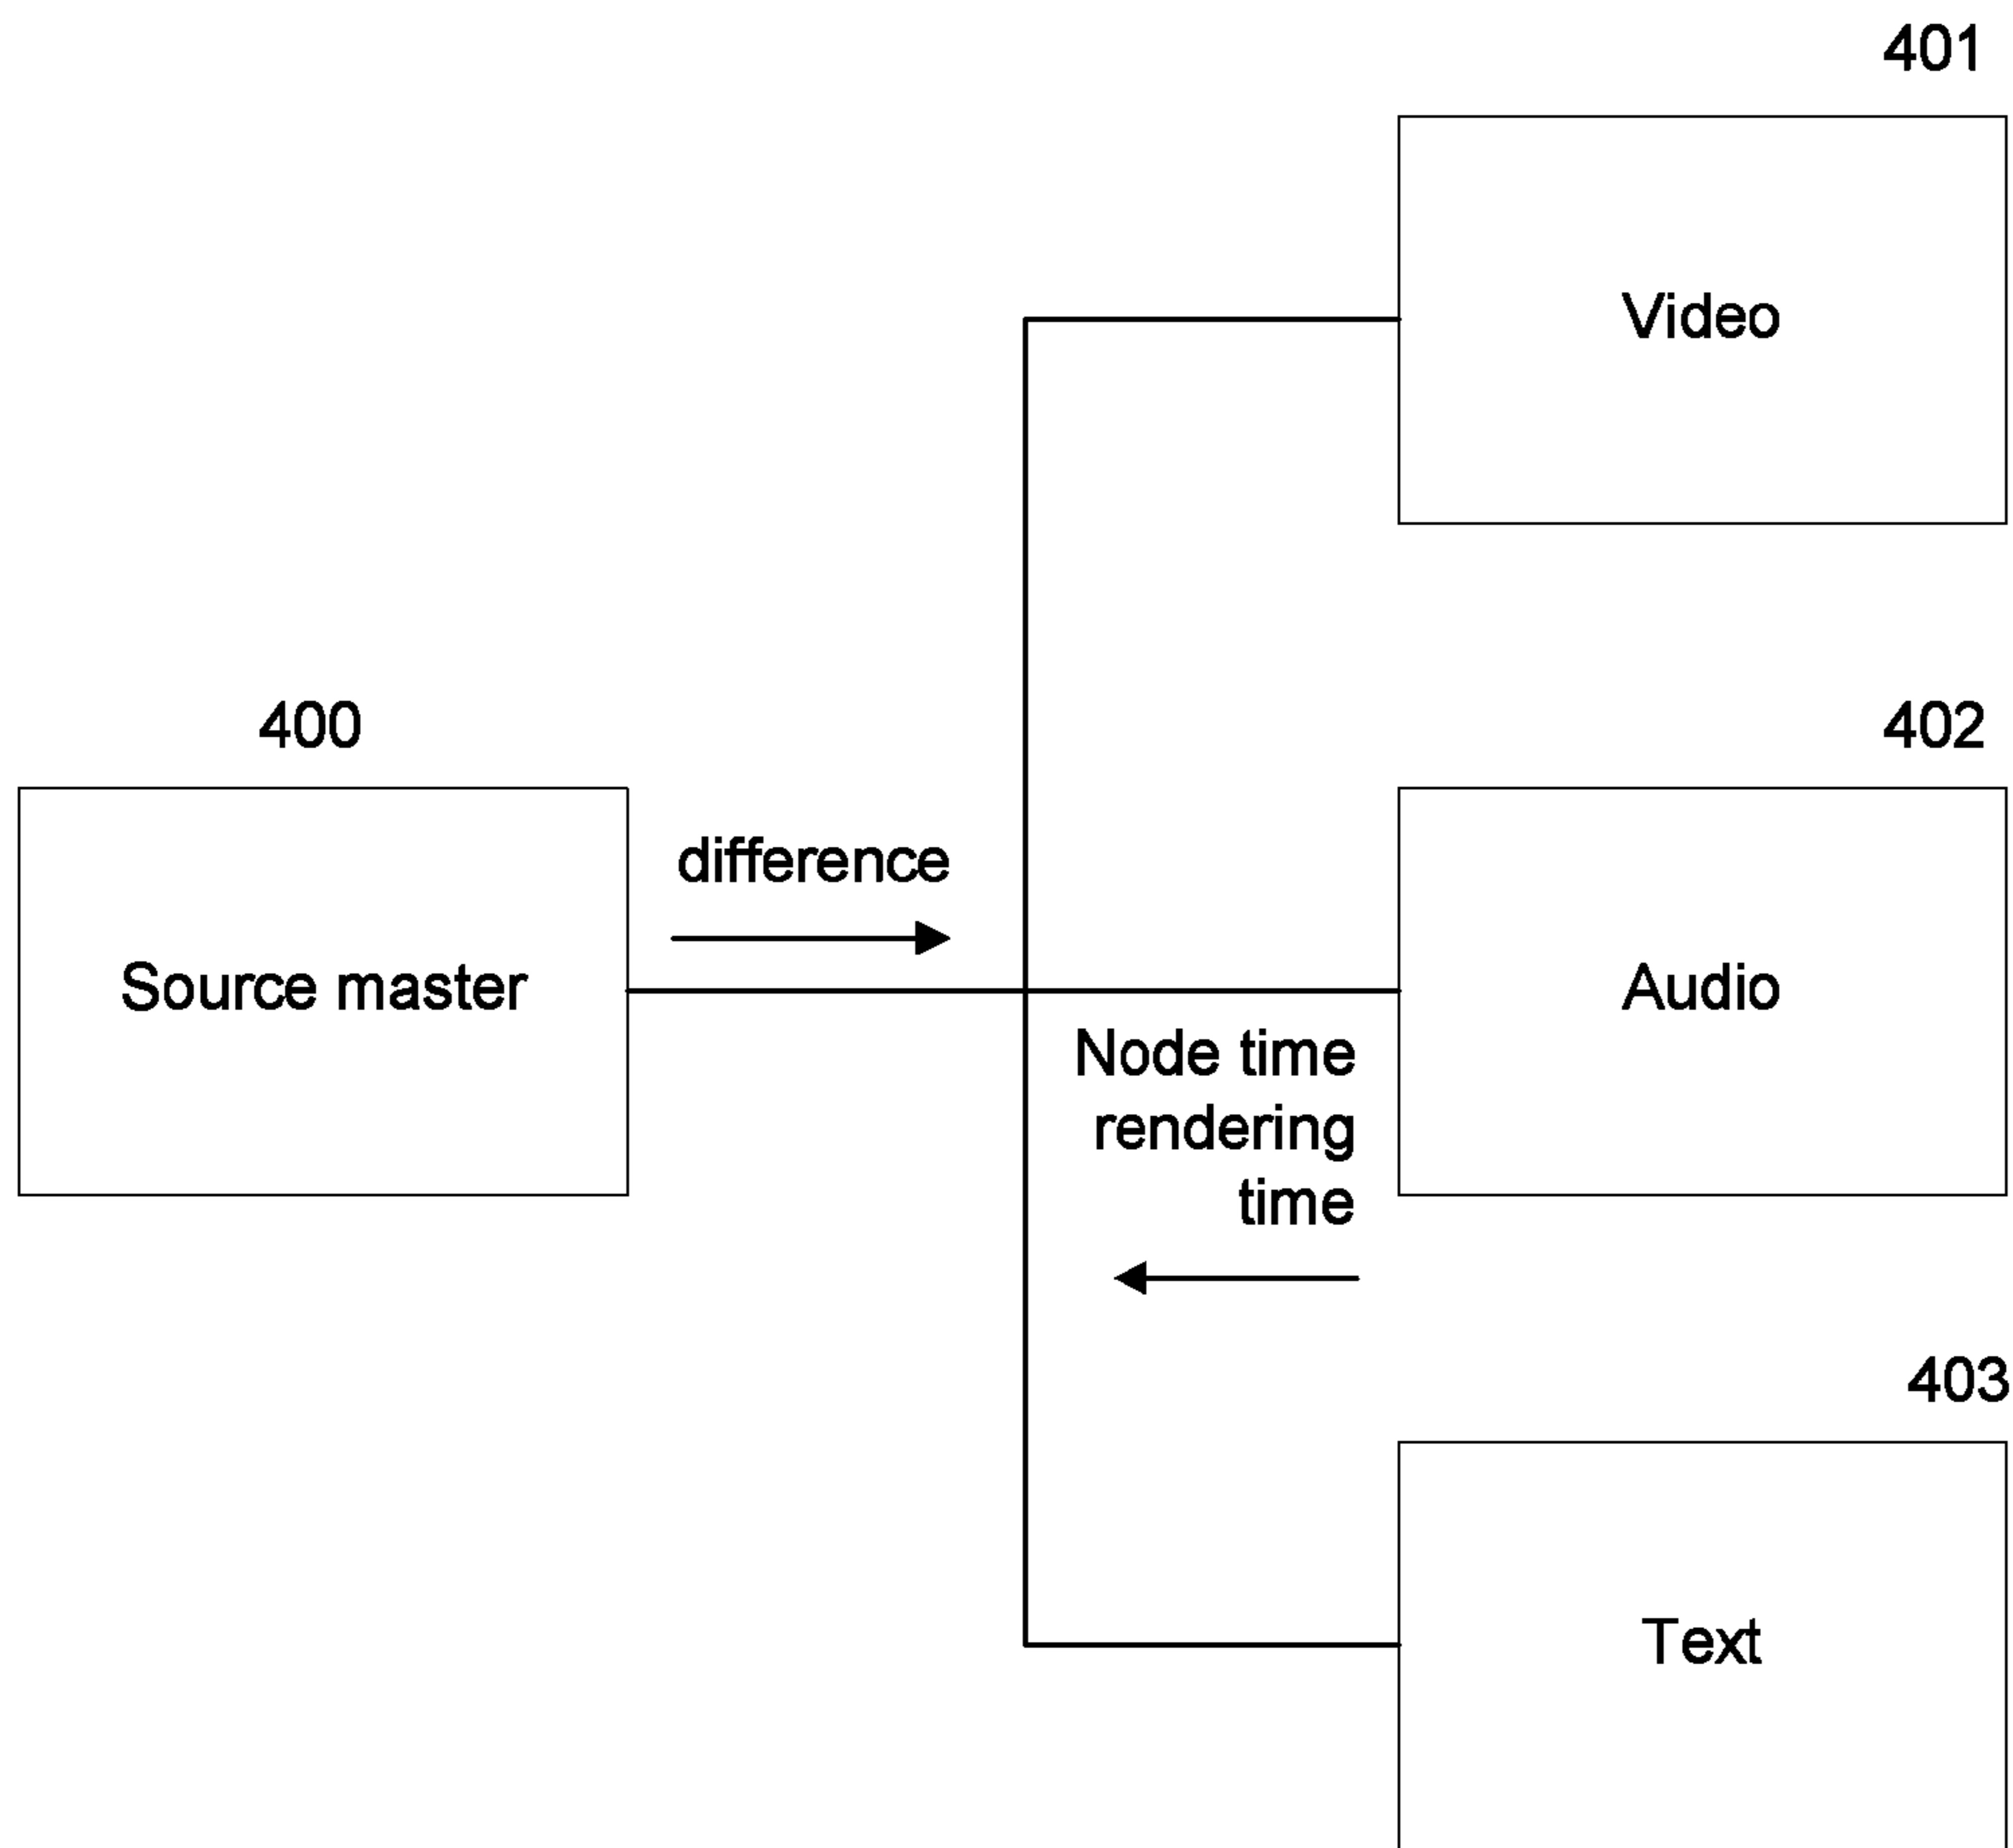 401
Video
400
402
difference
Source master
Audio
Node time
rendering
time
403
Text